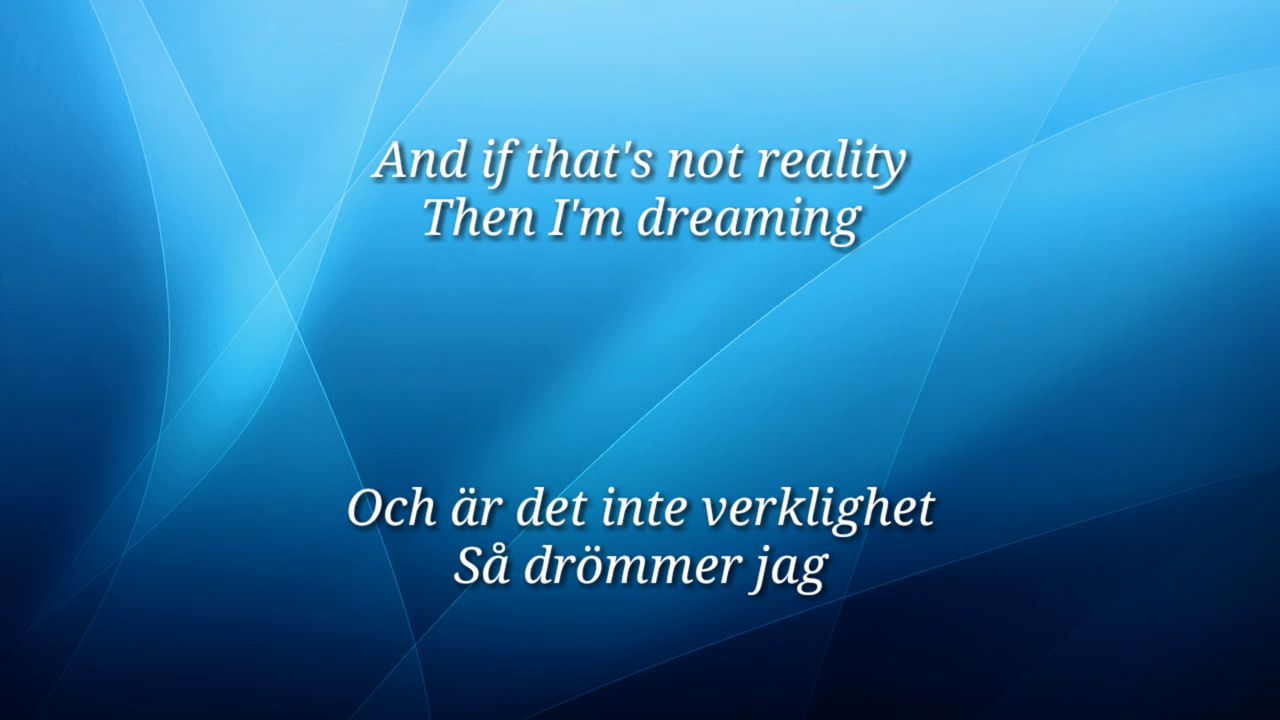 And if that's not reality
Then I'm dreaming
Och är det inte verklighet
Så drömmer jag